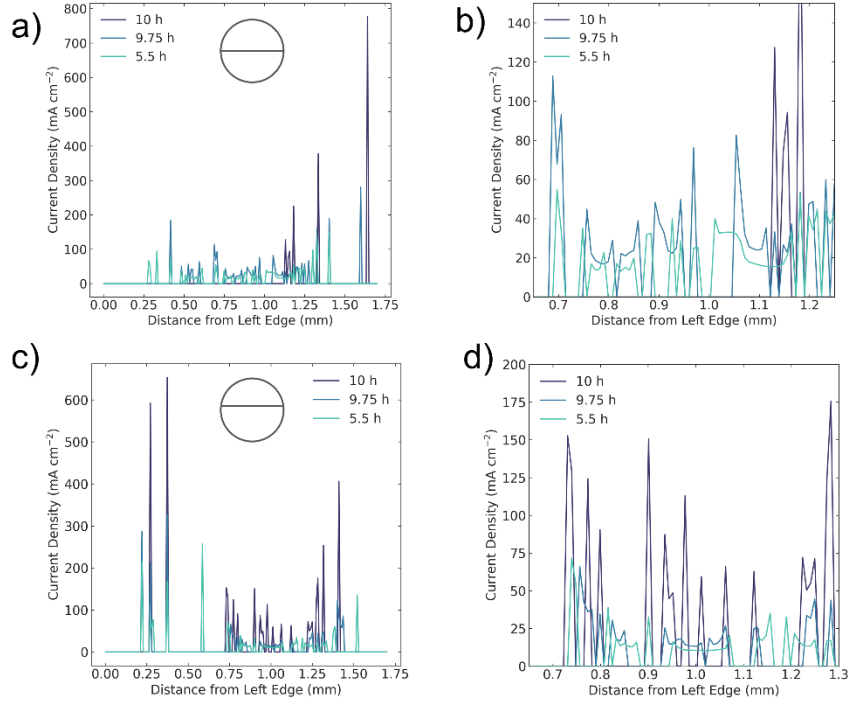 a)
800
700
600
500
400
300
200
100
0
Current Density (mA cm⁻²)
10 h
9.75 h
5.5 h
0.00 0.25 0.50 0.75 1.00 1.25 1.50 1.75
Distance from Left Edge (mm)
b)
140
120
100
80
60
40
20
0
Current Density (mA cm⁻²)
10 h
9.75 h
5.5 h
0.7 0.8 0.9 1.0 1.1 1.2
Distance from Left Edge (mm)
c)
600
500
400
300
200
100
0
Current Density (mA cm⁻²)
10 h
9.75 h
5.5 h
0.00 0.25 0.50 0.75 1.00 1.25 1.50 1.75
Distance from Left Edge (mm)
d)
200
175
150
125
100
75
50
25
0
Current Density (mA cm⁻²)
10 h
9.75 h
5.5 h
0.7 0.8 0.9 1.0 1.1 1.2 1.3
Distance from Left Edge (mm)